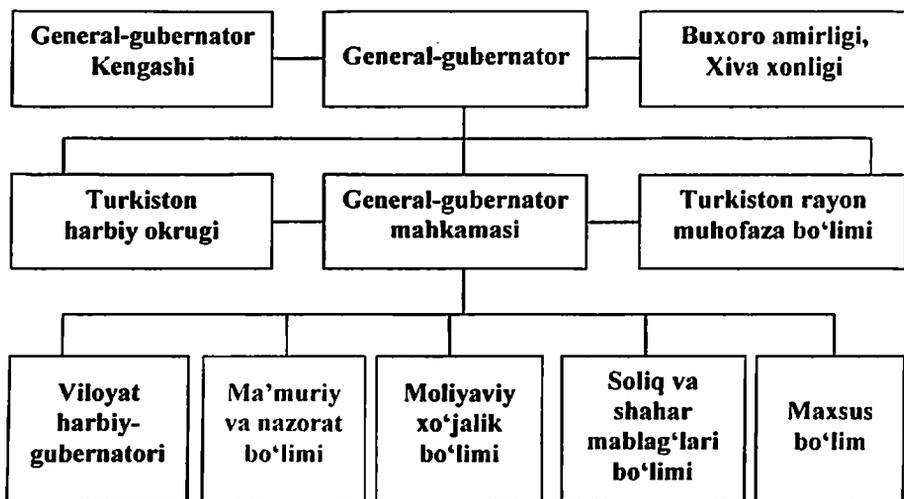 General-gubernator
Kengashi
General-gubernator
Buxoro amirligi,
Xiva xonligi
Turkiston
harbiy okrugi
General-gubernator
mahkamasi
Turkiston rayon
muhofaza bo‘limi
Viloyat
harbiy-
gubernatori
Ma’muriy
va nazorat
bo‘limi
Moliyaviy
xo‘jalik
bo‘limi
Soliq va
shahar
mablag‘lari
bo‘limi
Maxsus
bo‘lim